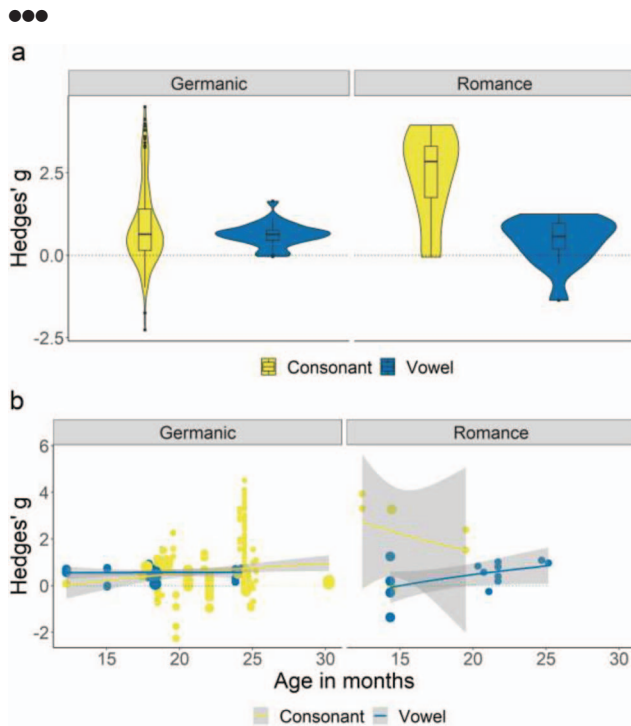 a
Germanic Romance
Hedges' g
2.5
0.0
-2.5
Consonant Vowel
b
Germanic Romance
Hedges' g
6
4
2
0
-2
15 20 25 30 15 20 25 30
Age in months
Consonant Vowel